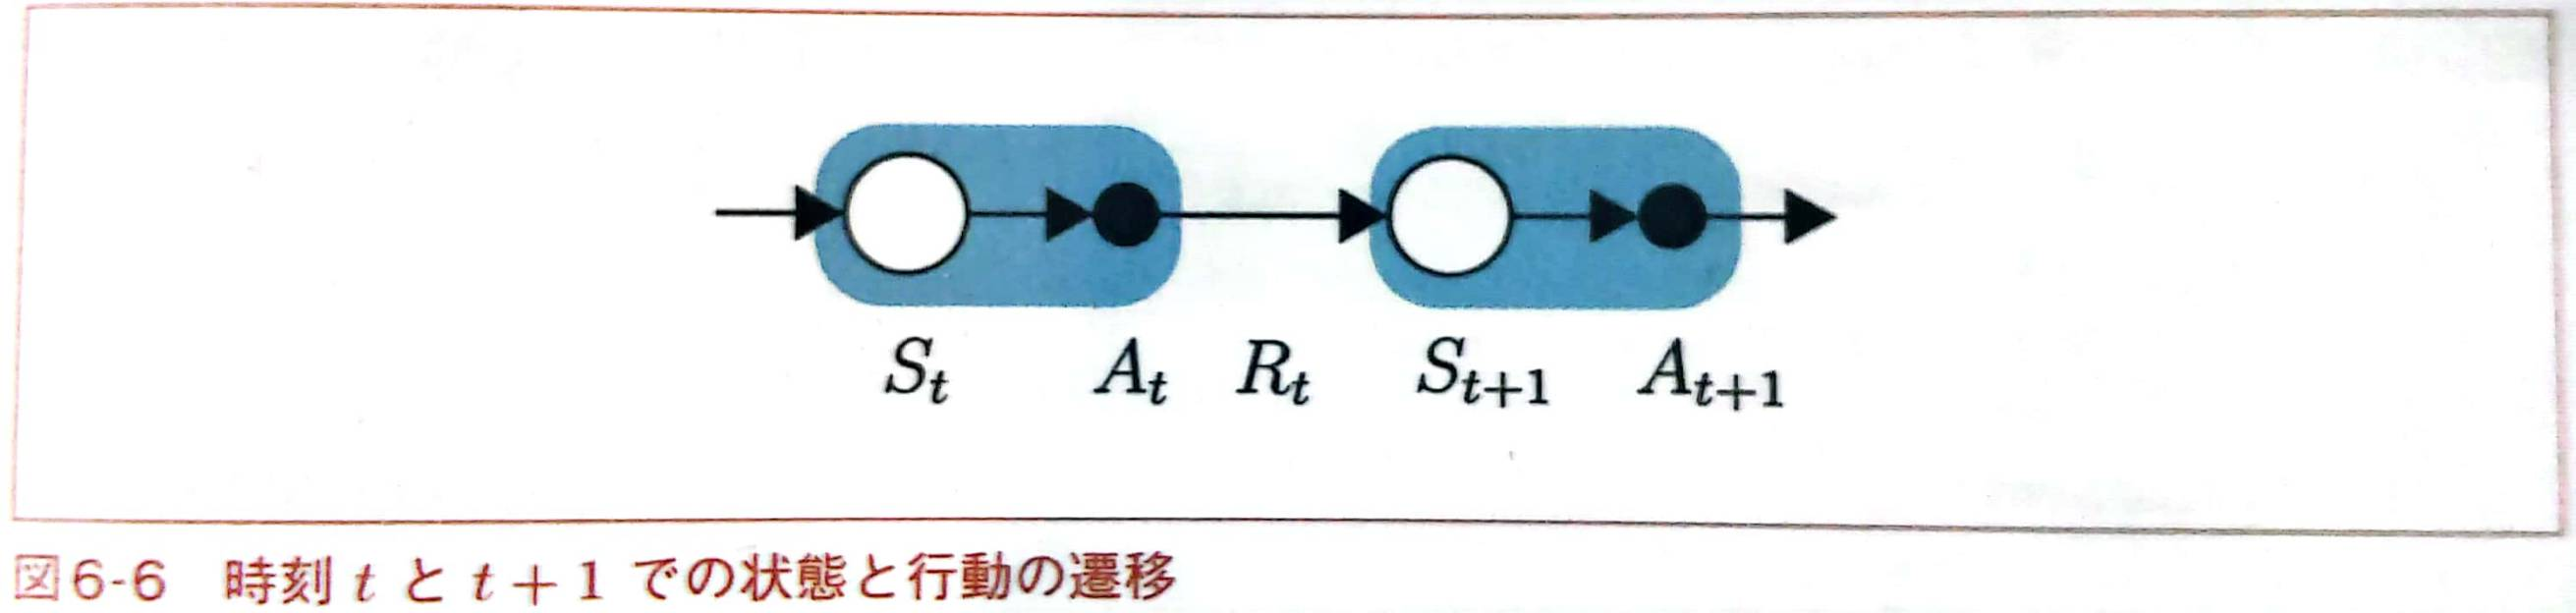 S_t A_t R_t S_{t+1} A_{t+1}
図6-6 時刻 t と t + 1 での状態と行動の遷移